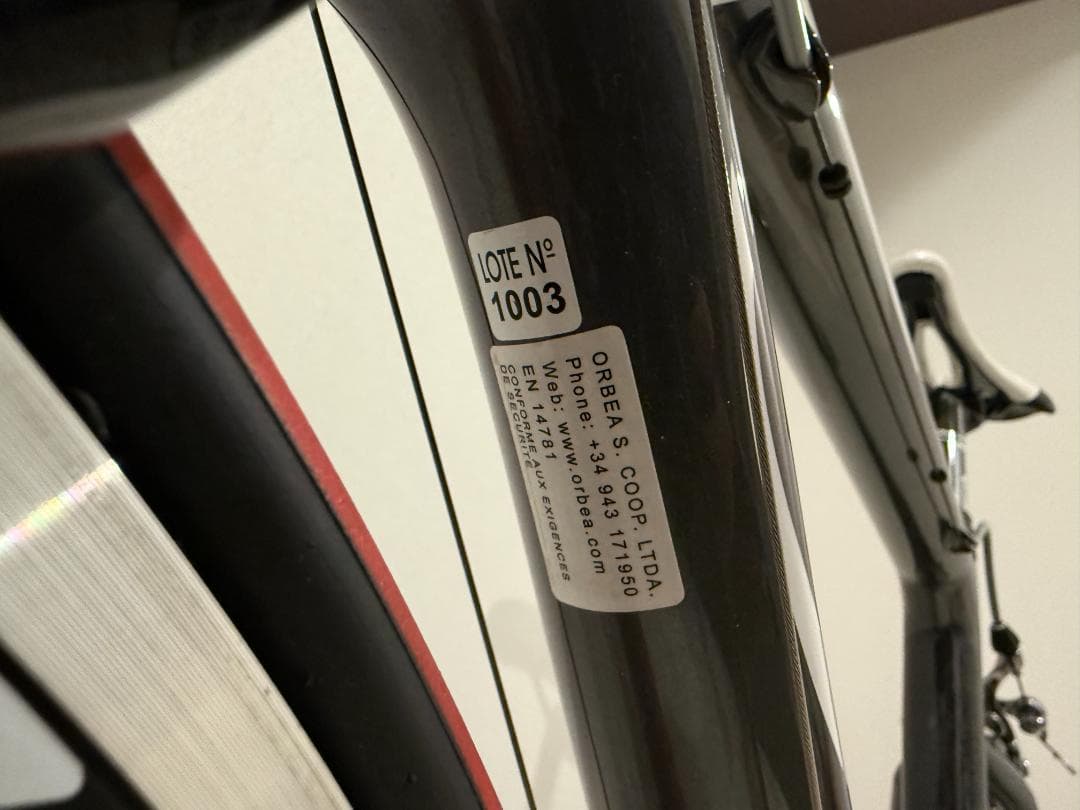 LOTE Nº
1003
ORBEA S. COOP. LTDA.
Phone: +34 943 171950
Web: www.orbea.com
EN 14781
CONFORME AUX EXIGENCES
DE SECURITE